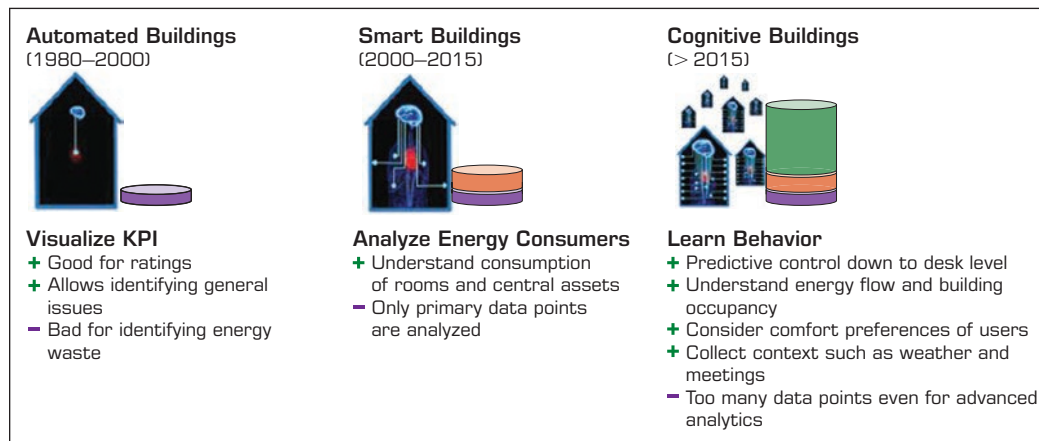 Automated Buildings
(1980–2000)
Visualize KPI
+ Good for ratings
+ Allows identifying general
issues
– Bad for identifying energy
waste
Smart Buildings
(2000–2015)
Analyze Energy Consumers
+ Understand consumption
of rooms and central assets
– Only primary data points
are analyzed
Cognitive Buildings
(> 2015)
Learn Behavior
+ Predictive control down to desk level
+ Understand energy flow and building
occupancy
+ Consider comfort preferences of users
+ Collect context such as weather and
meetings
– Too many data points even for advanced
analytics